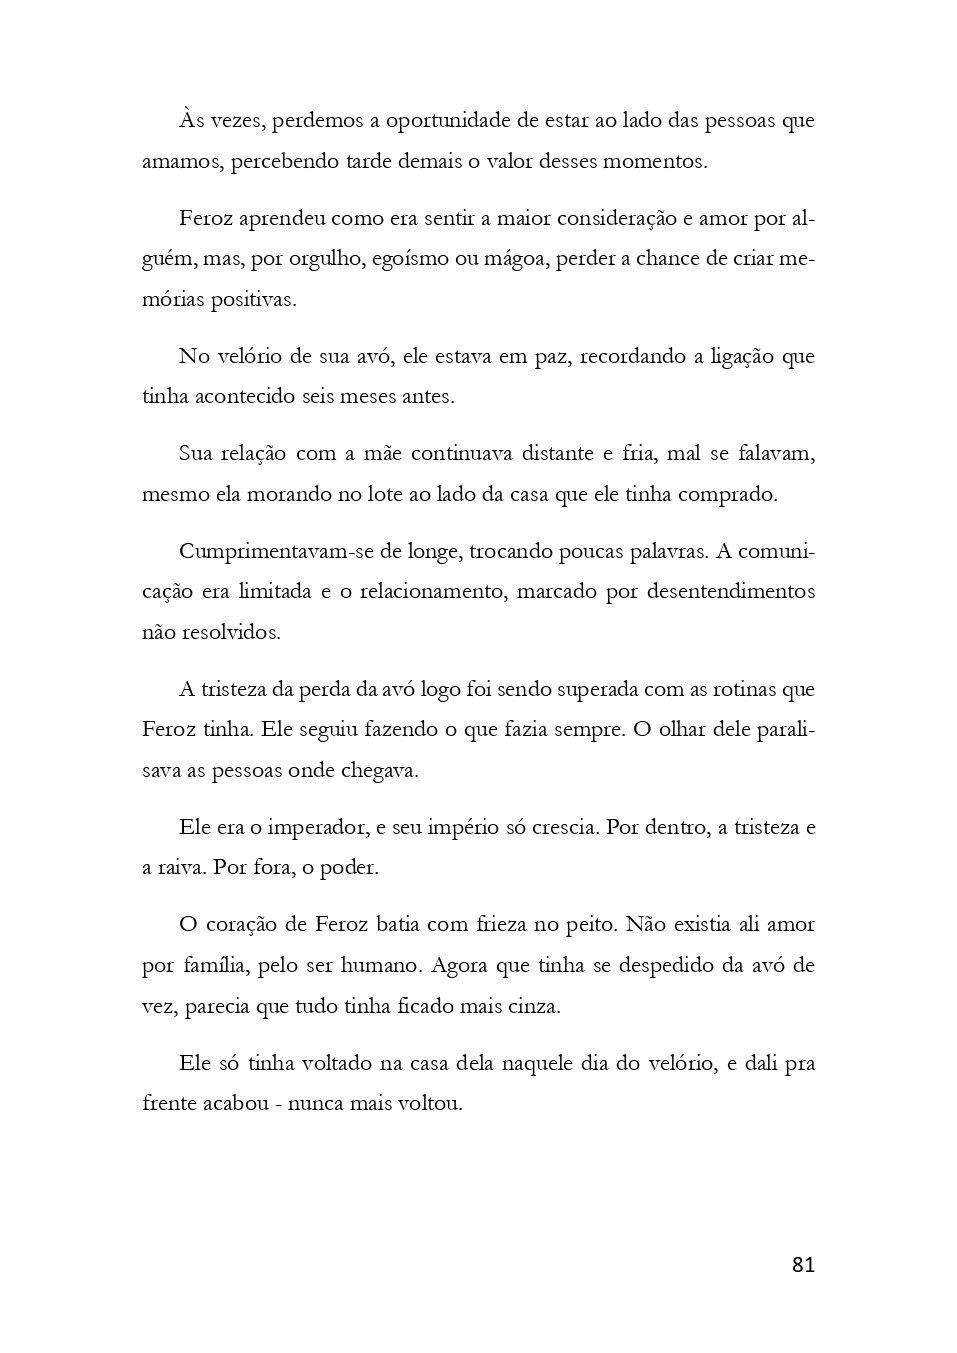 Às vezes, perdemos a oportunidade de estar ao lado das pessoas que
amamos, percebendo tarde demais o valor desses momentos.
Feroz aprendeu como era sentir a maior consideração e amor por al-
guém, mas, por orgulho, egoísmo ou mágoa, perder a chance de criar me-
mórias positivas.
No velório de sua avó, ele estava em paz, recordando a ligação que
tinha acontecido seis meses antes.
Sua relação com a mãe continuava distante e fria, mal se falavam,
mesmo ela morando no lote ao lado da casa que ele tinha comprado.
Cumprimentavam-se de longe, trocando poucas palavras. A comuni-
cação era limitada e o relacionamento, marcado por desentendimentos
não resolvidos.
A tristeza da perda da avó logo foi sendo superada com as rotinas que
Feroz tinha. Ele seguiu fazendo o que fazia sempre. O olhar dele parali-
sava as pessoas onde chegava.
Ele era o imperador, e seu império só crescia. Por dentro, a tristeza e
a raiva. Por fora, o poder.
O coração de Feroz batia com frieza no peito. Não existia ali amor
por família, pelo ser humano. Agora que tinha se despedido da avó de
vez, parecia que tudo tinha ficado mais cinza.
Ele só tinha voltado na casa dela naquele dia do velório, e dali pra
frente acabou - nunca mais voltou.
81